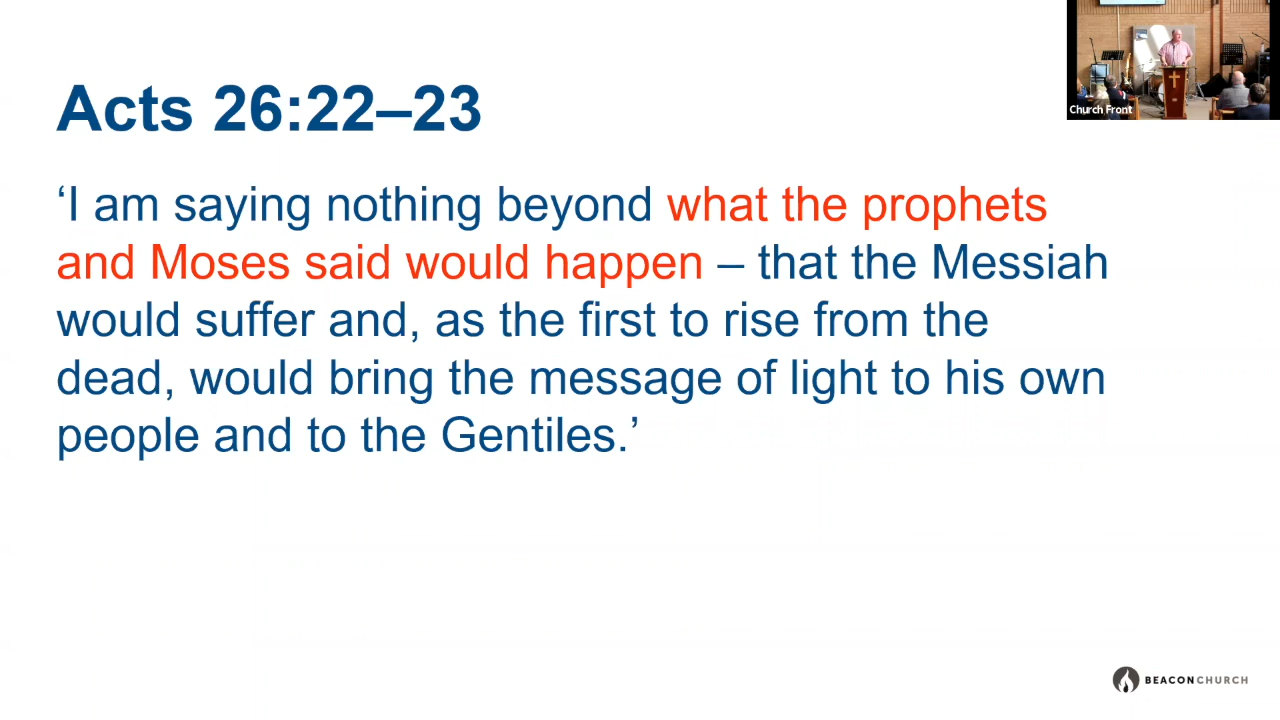 Church Front
Acts 26:22–23
‘I am saying nothing beyond what the prophets
and Moses said would happen – that the Messiah
would suffer and, as the first to rise from the
dead, would bring the message of light to his own
people and to the Gentiles.’
BEACONCHURCH